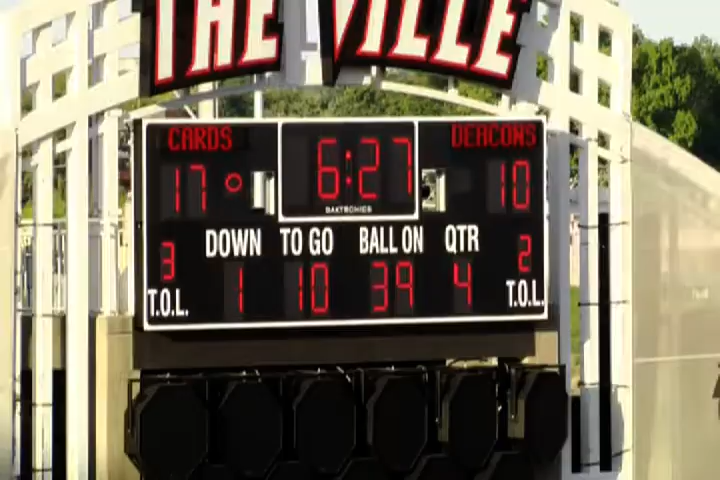 THE VILLE
CARDS 6:27 DEACONS
17 10
DAKTRONICS
DOWN TO GO BALL ON QTR
3 1 10 39 4 2
T.O.L. T.O.L.